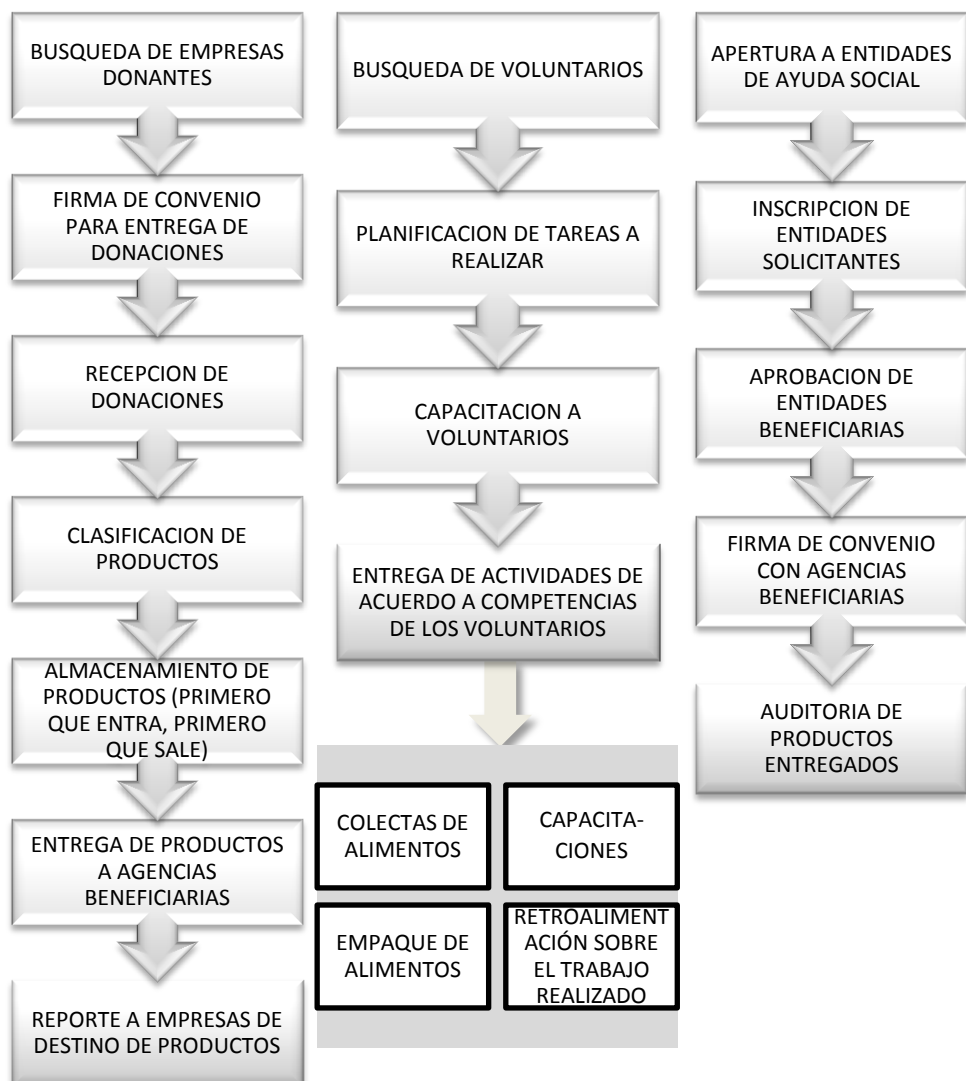 BUSQUEDA DE EMPRESAS
DONANTES
FIRMA DE CONVENIO
PARA ENTREGA DE
DONACIONES
RECEPCION DE
DONACIONES
CLASIFICACION DE
PRODUCTOS
ALMACENAMIENTO DE
PRODUCTOS (PRIMERO
QUE ENTRA, PRIMERO
QUE SALE)
ENTREGA DE PRODUCTOS
A AGENCIAS
BENEFICIARIAS
REPORTE A EMPRESAS DE
DESTINO DE PRODUCTOS
BUSQUEDA DE VOLUNTARIOS
PLANIFICACION DE TAREAS A
REALIZAR
CAPACITACION A
VOLUNTARIOS
ENTREGA DE ACTIVIDADES DE
ACUERDO A COMPETENCIAS
DE LOS VOLUNTARIOS
COLECTAS DE
ALIMENTOS
CAPACITA-
CIONES
EMPAQUE DE
ALIMENTOS
RETROALIMENT
ACIÓN SOBRE
EL TRABAJO
REALIZADO
APERTURA A ENTIDADES
DE AYUDA SOCIAL
INSCRIPCION DE
ENTIDADES
SOLICITANTES
APROBACION DE
ENTIDADES
BENEFICIARIAS
FIRMA DE CONVENIO
CON AGENCIAS
BENEFICIARIAS
AUDITORIA DE
PRODUCTOS
ENTREGADOS